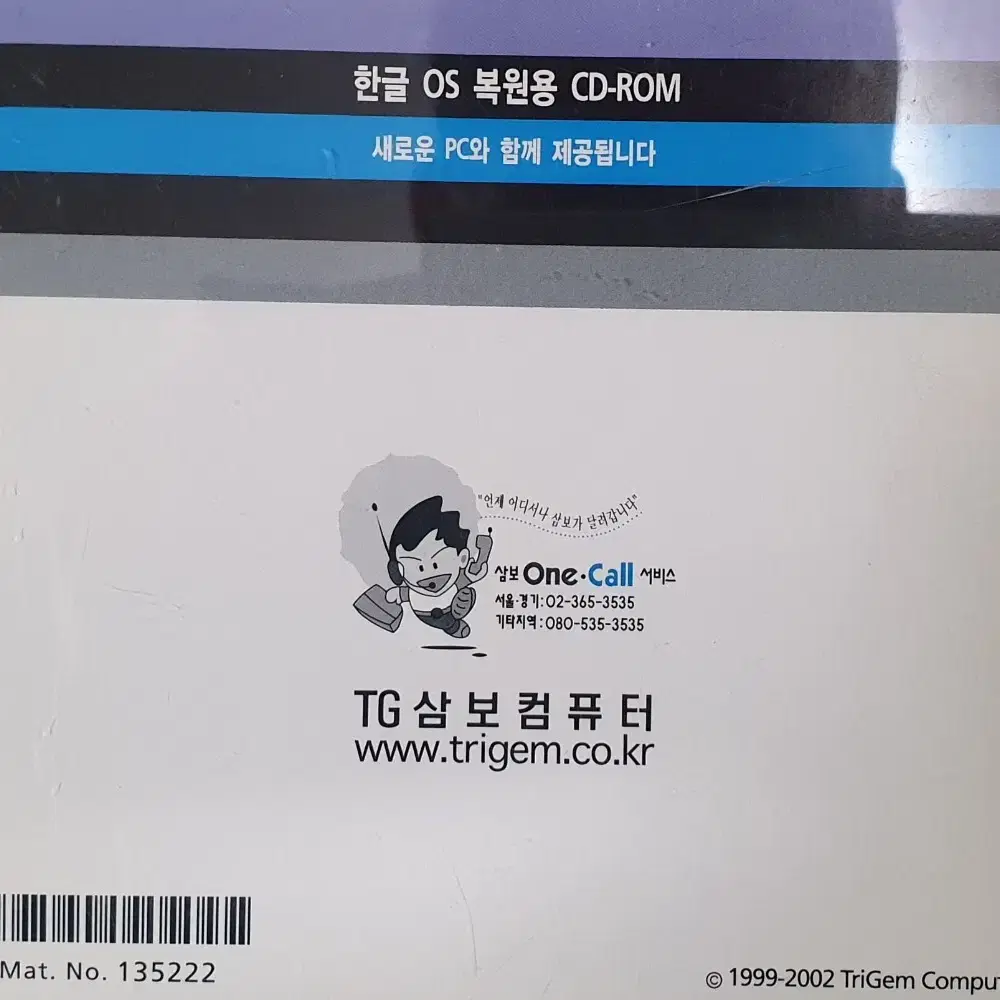 한글 OS 복원용 CD-ROM
새로운 PC와 함께 제공됩니다
"언제 어디서나 삼보가 달려갑니다"
삼보 One·Call 서비스
서울·경기:02-365-3535
기타지역:080-535-3535
TG 삼보컴퓨터
www.trigem.co.kr
Mat. No. 135222
© 1999-2002 TriGem Comput